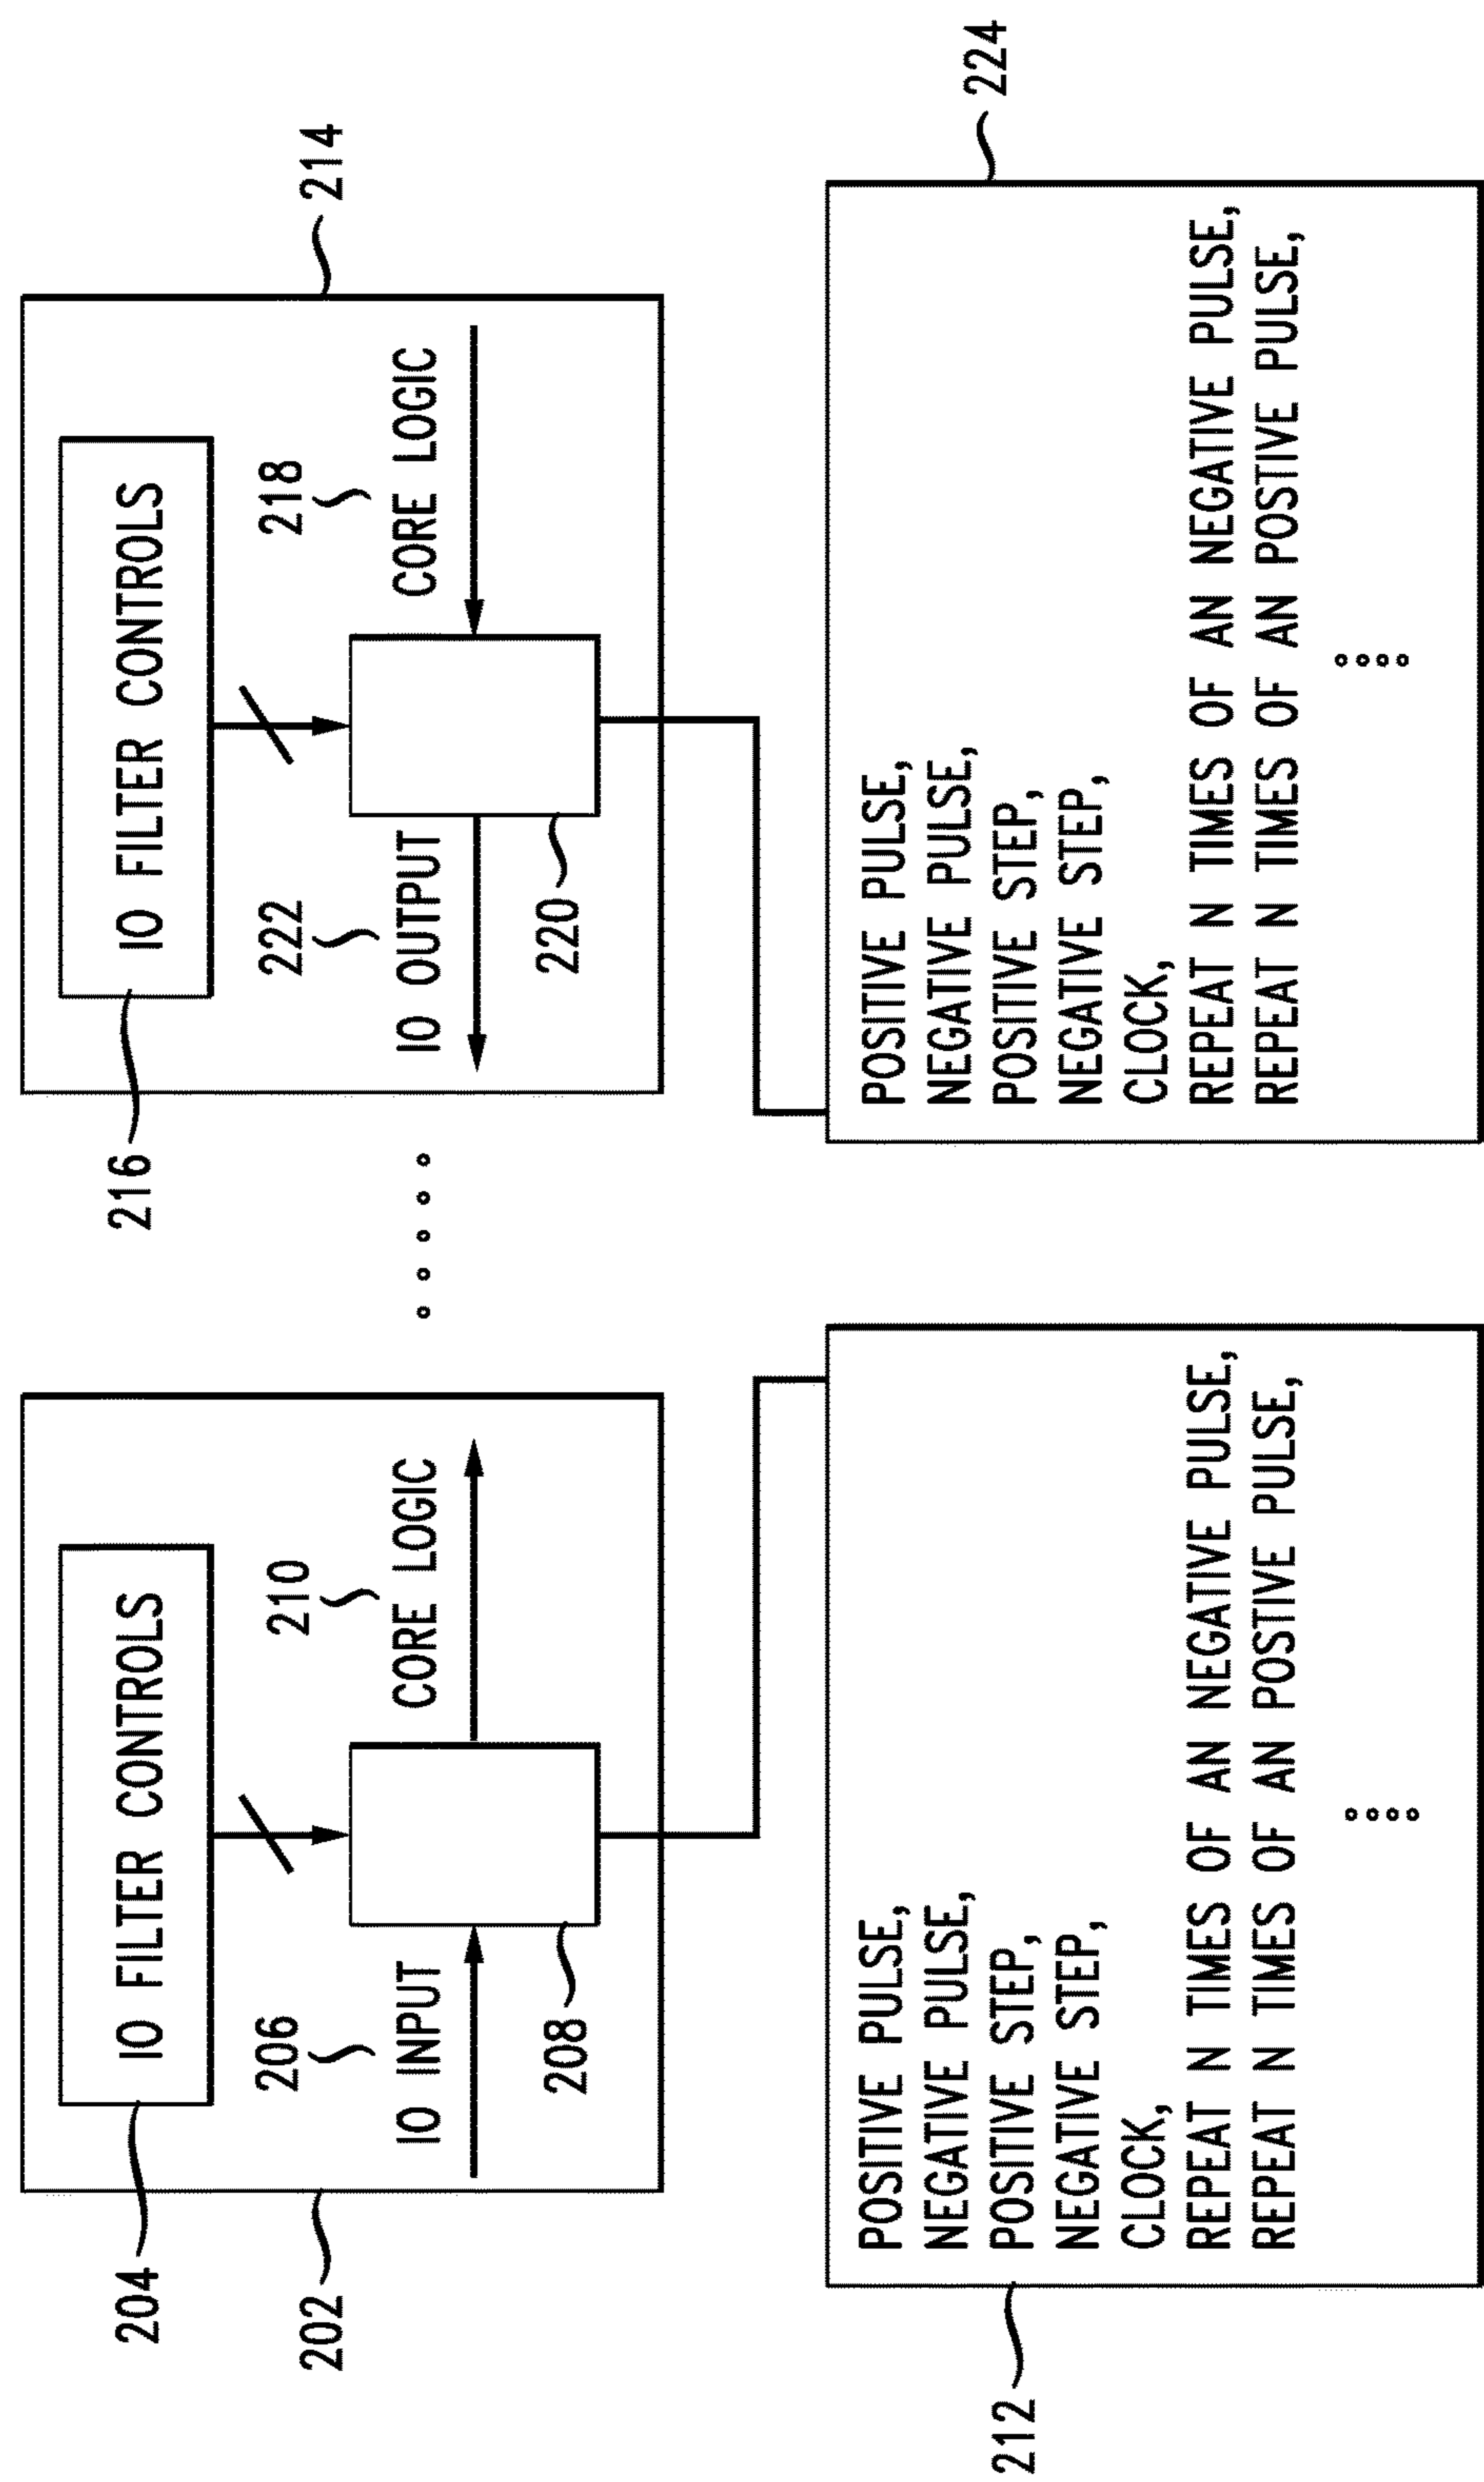 204
IO FILTER CONTROLS
202
206
IO INPUT
210
CORE LOGIC
208
212
POSITIVE PULSE,
NEGATIVE PULSE,
POSITIVE STEP,
NEGATIVE STEP,
CLOCK,
REPEAT N TIMES OF AN NEGATIVE PULSE,
REPEAT N TIMES OF AN POSTIVE PULSE,
216
IO FILTER CONTROLS
214
222
IO OUTPUT
218
CORE LOGIC
220
224
POSITIVE PULSE,
NEGATIVE PULSE,
POSITIVE STEP,
NEGATIVE STEP,
CLOCK,
REPEAT N TIMES OF AN NEGATIVE PULSE,
REPEAT N TIMES OF AN POSTIVE PULSE,